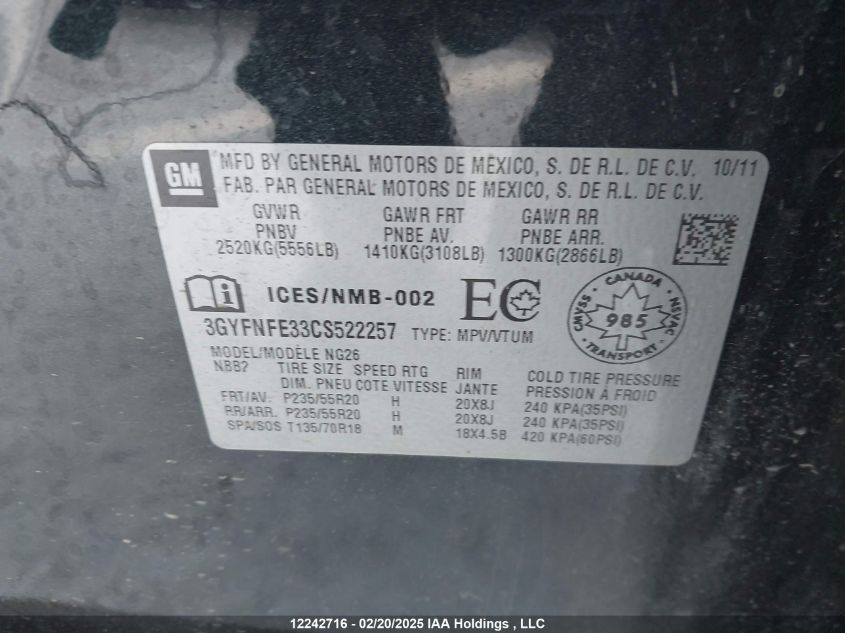 GM
MFD BY GENERAL MOTORS DE MEXICO, S. DE R.L. DE C.V. 10/11
FAB. PAR GENERAL MOTORS DE MEXICO, S. DE R.L. DE C.V.
GVWR GAWR FRT GAWR RR
PNBV PNBE AV. PNBE ARR.
2520KG(5556LB) 1410KG(3108LB) 1300KG(2866LB)
i ICES/NMB-002 EC
CANADA
CMVSS 985 NSVAC
TRANSPORT
3GYFNFE33CS522257 TYPE: MPV/VTUM
MODEL/MODÈLE NG26
NBB2 TIRE SIZE SPEED RTG RIM COLD TIRE PRESSURE
DIM. PNEU COTE VITESSE JANTE PRESSION À FROID
FRT/AV. P235/55R20 H 20X8J 240 KPA(35PSI)
RR/ARR. P235/55R20 H 20X8J 240 KPA(35PSI)
SPA/SOS T135/70R18 M 18X4.5B 420 KPA(60PSI)
12242716 - 02/20/2025 IAA Holdings , LLC